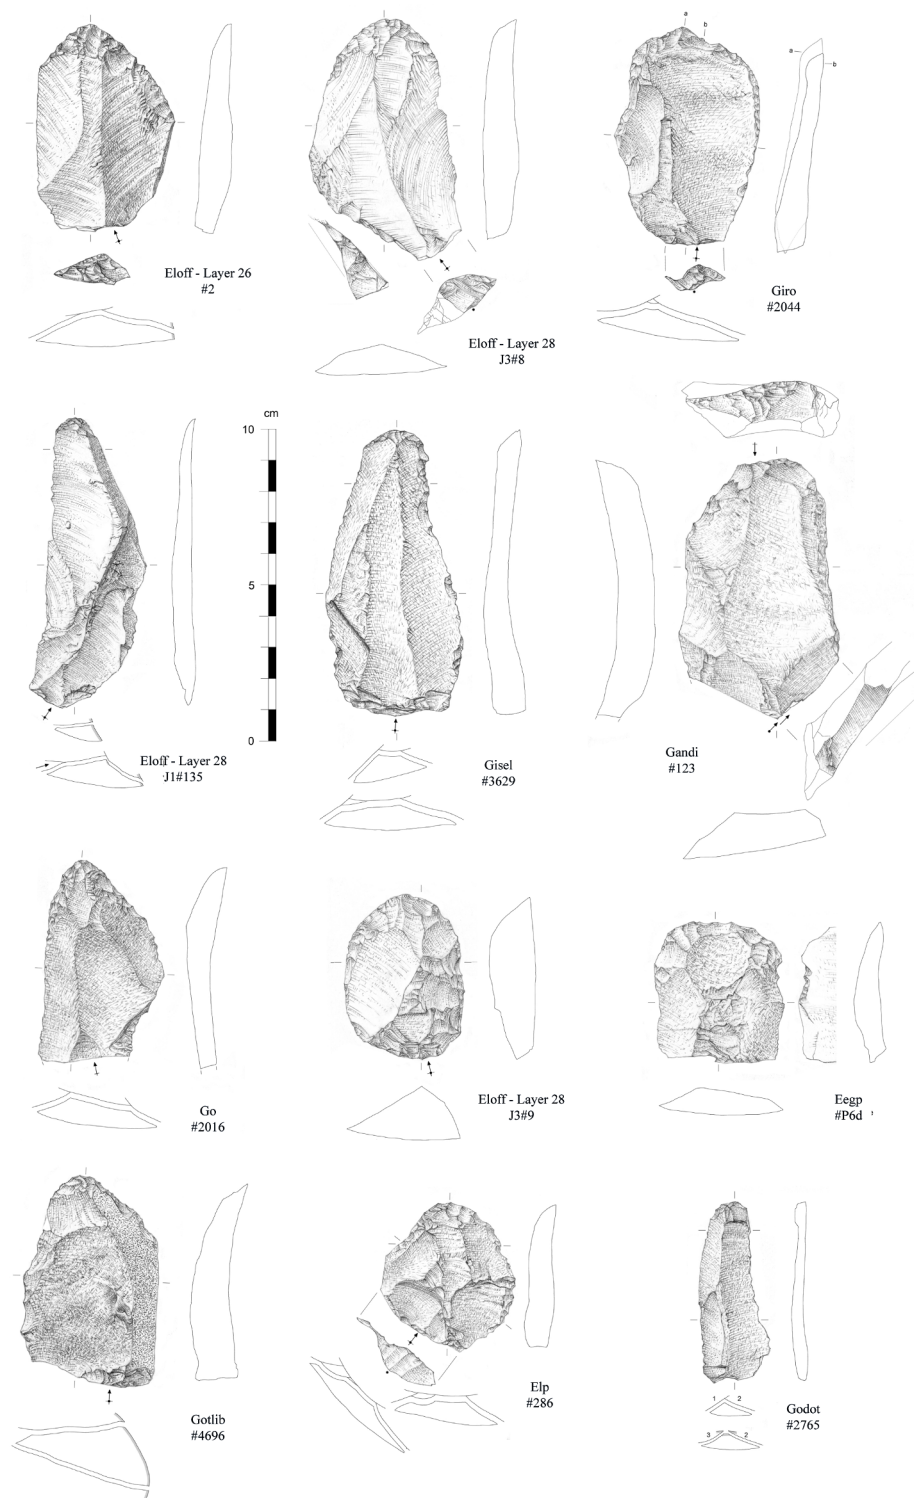 a
b
a
b
Eloff - Layer 26
#2
Eloff - Layer 28
J3#8
Giro
#2044
cm
10
5
0
Eloff - Layer 28
J1#135
Gisel
#3629
Gandi
#123
Go
#2016
Eloff - Layer 28
J3#9
Eegp
#P6d
Gotlib
#4696
Elp
#286
1 2
3 2
Godot
#2765